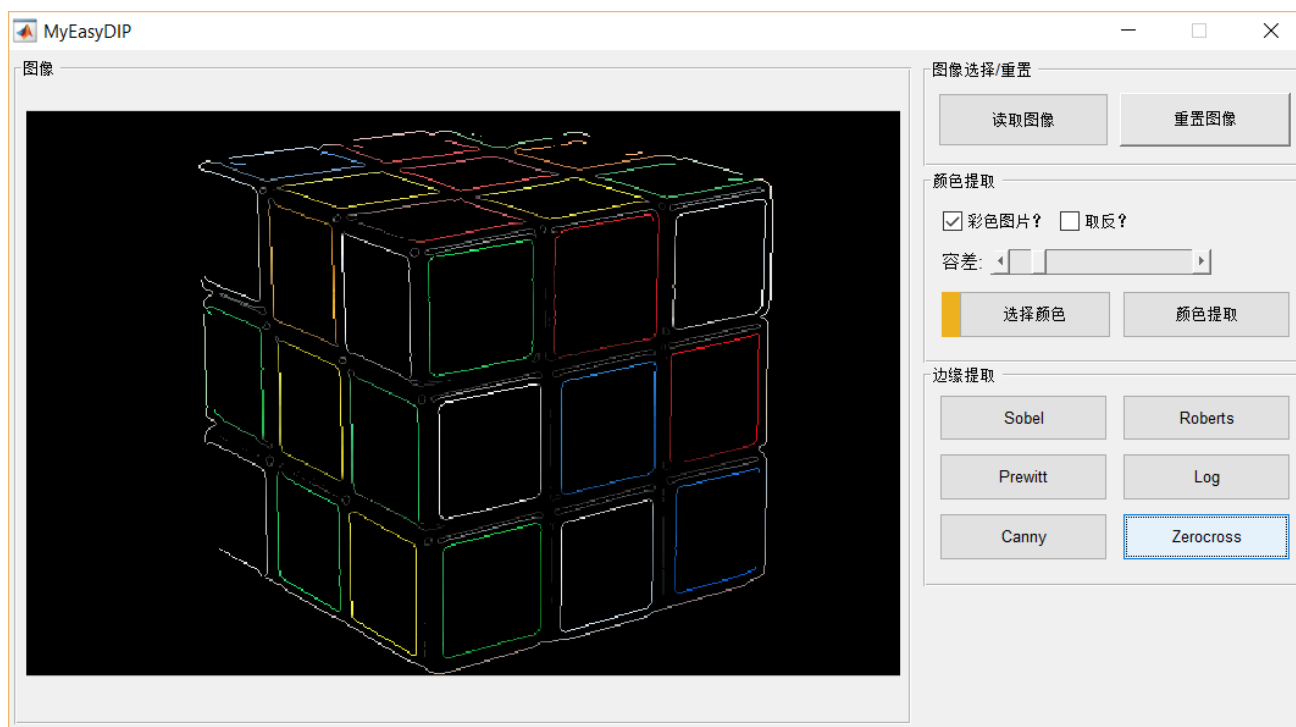 MyEasyDIP
图像
图像选择/重置
读取图像
重置图像
颜色提取
彩色图片?
取反?
容差:
选择颜色
颜色提取
边缘提取
Sobel
Roberts
Prewitt
Log
Canny
Zerocross